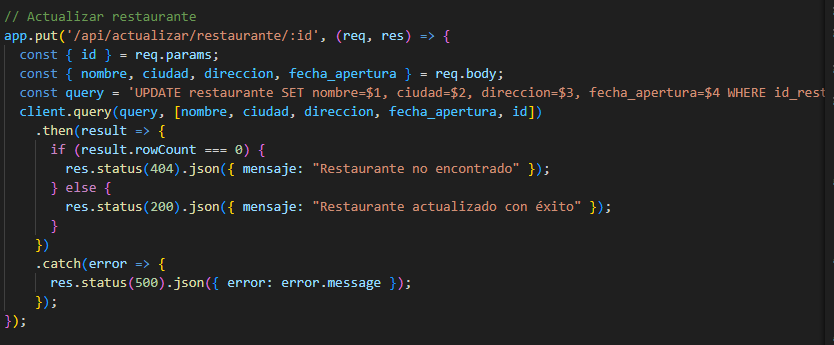 // Actualizar restaurante
app.put('/api/actualizar/restaurante/:id', (req, res) => {
  const { id } = req.params;
  const { nombre, ciudad, direccion, fecha_apertura } = req.body;
  const query = 'UPDATE restaurante SET nombre=$1, ciudad=$2, direccion=$3, fecha_apertura=$4 WHERE id_rest
  client.query(query, [nombre, ciudad, direccion, fecha_apertura, id])
    .then(result => {
      if (result.rowCount === 0) {
        res.status(404).json({ mensaje: "Restaurante no encontrado" });
      } else {
        res.status(200).json({ mensaje: "Restaurante actualizado con éxito" });
      }
    })
    .catch(error => {
      res.status(500).json({ error: error.message });
    });
});